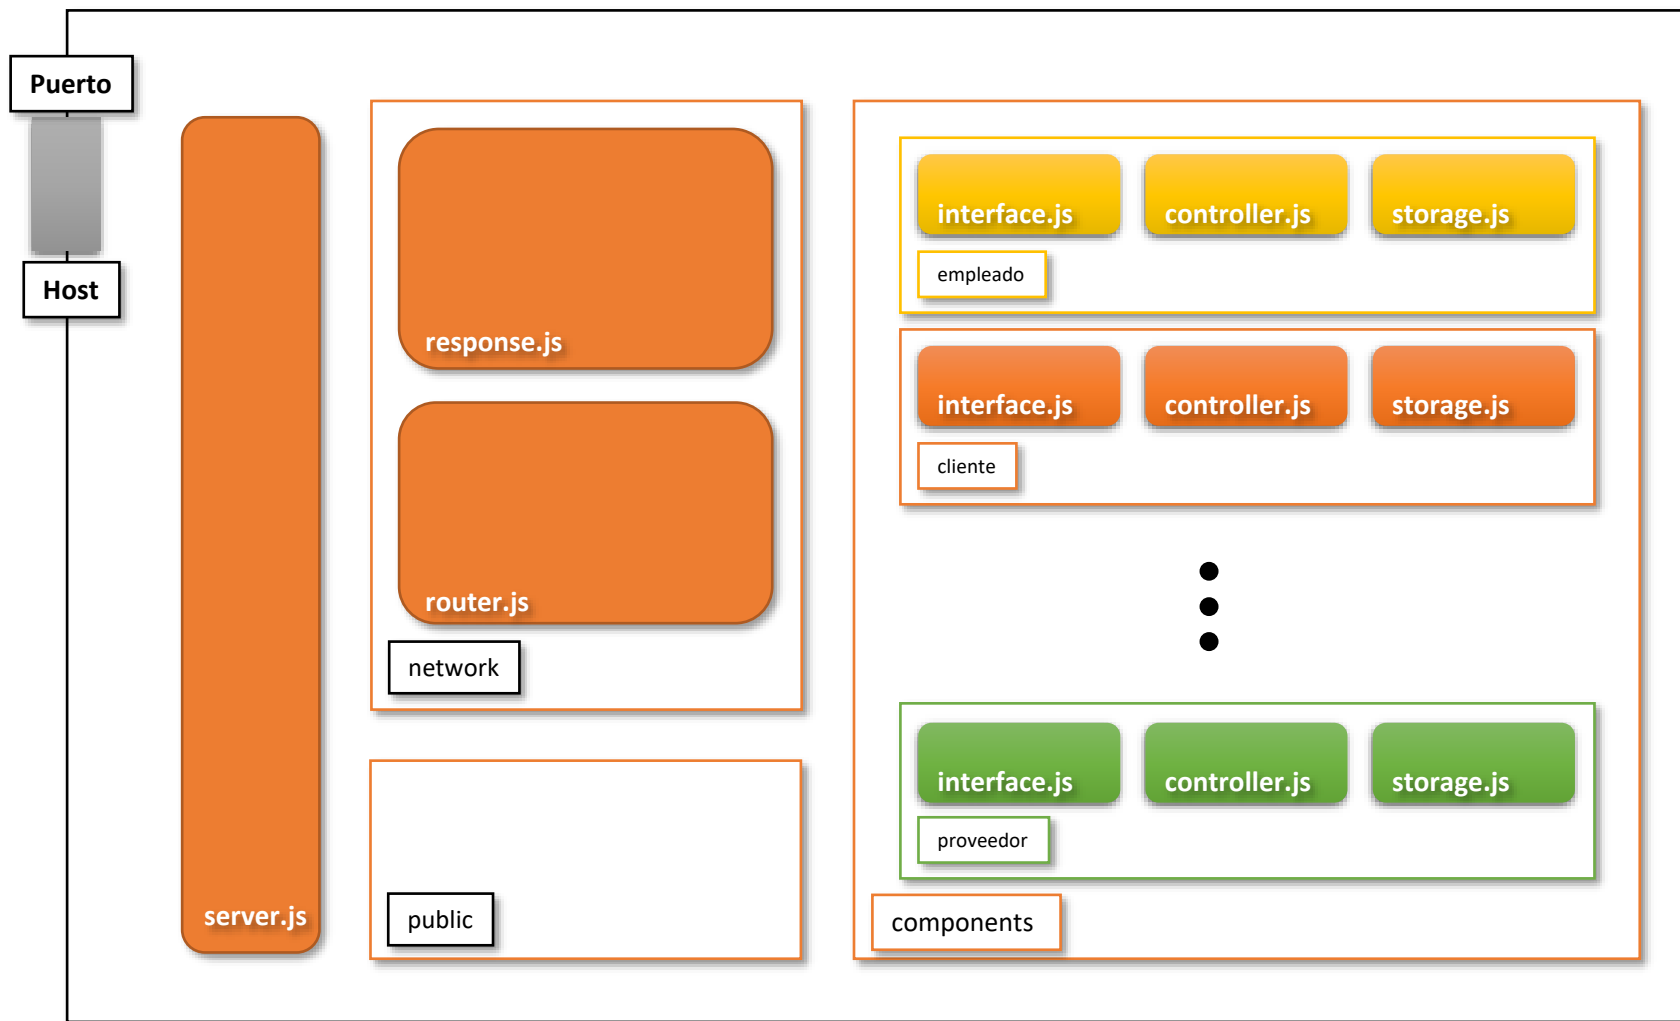 Puerto
Host
server.js
response.js
router.js
network
public
interface.js controller.js storage.js
empleado
interface.js controller.js storage.js
cliente
interface.js controller.js storage.js
proveedor
components